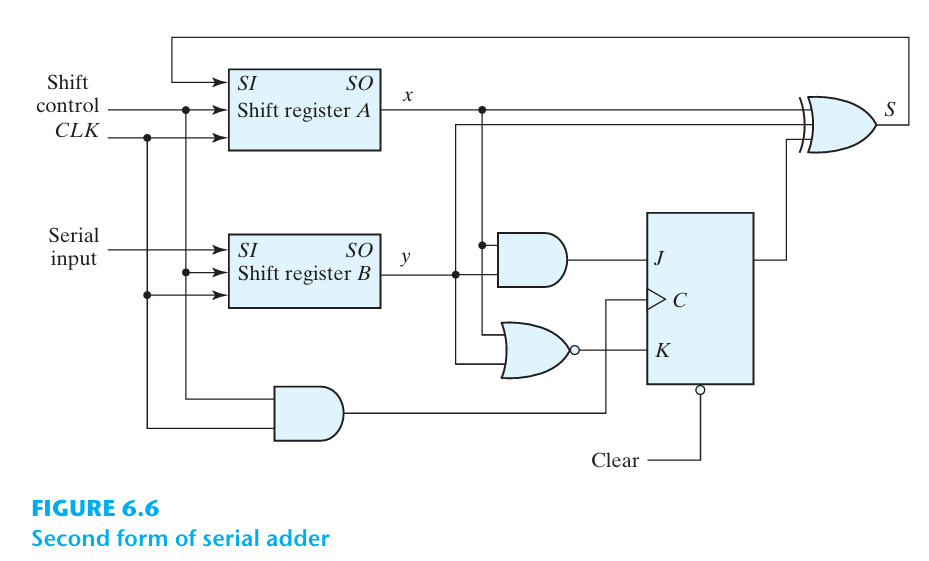 Shift
control
CLK
SI SO
Shift register A
x
S
Serial
input
SI SO
Shift register B
y
J
C
K
Clear
FIGURE 6.6
Second form of serial adder